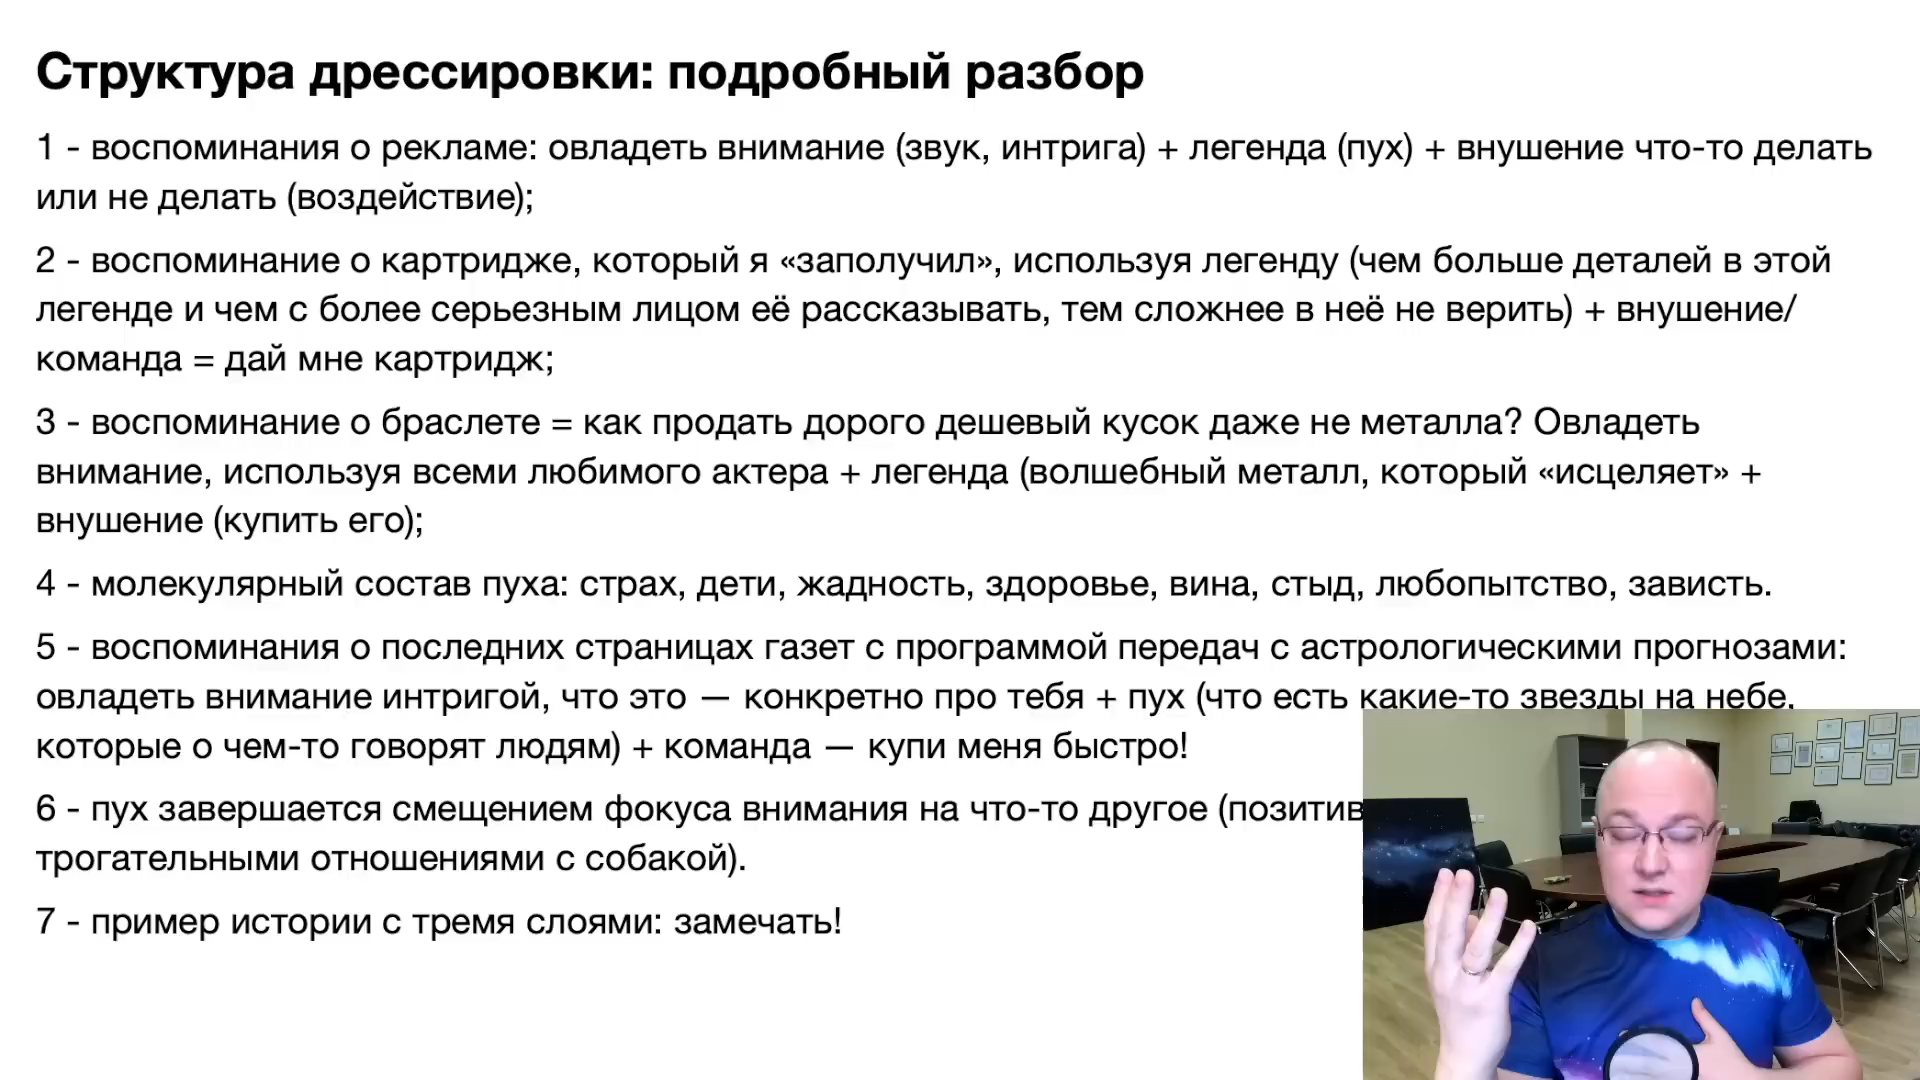 Структура дрессировки: подробный разбор
1 - воспоминания о рекламе: овладеть внимание (звук, интрига) + легенда (пух) + внушение что-то делать
или не делать (воздействие);
2 - воспоминание о картридже, который я «заполучил», используя легенду (чем больше деталей в этой
легенде и чем с более серьезным лицом её рассказывать, тем сложнее в неё не верить) + внушение/
команда = дай мне картридж;
3 - воспоминание о браслете = как продать дорого дешевый кусок даже не металла? Овладеть
внимание, используя всеми любимого актера + легенда (волшебный металл, который «исцеляет» +
внушение (купить его);
4 - молекулярный состав пуха: страх, дети, жадность, здоровье, вина, стыд, любопытство, зависть.
5 - воспоминания о последних страницах газет с программой передач с астрологическими прогнозами:
овладеть внимание интригой, что это — конкретно про тебя + пух (что есть какие-то звезды на небе,
которые о чем-то говорят людям) + команда — купи меня быстро!
6 - пух завершается смещением фокуса внимания на что-то другое (позитив
трогательными отношениями с собакой).
7 - пример истории с тремя слоями: замечать!